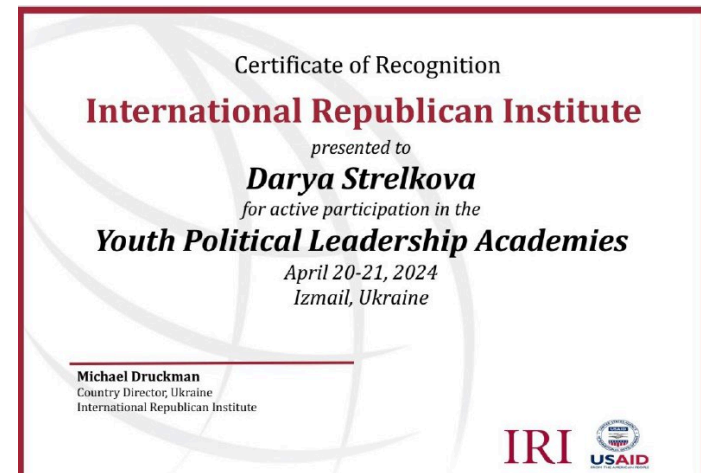 Certificate of Recognition
International Republican Institute
presented to
Darya Strelkova
for active participation in the
Youth Political Leadership Academies
April 20-21, 2024
Izmail, Ukraine
Michael Druckman
Country Director, Ukraine
International Republican Institute
IRI
USAID